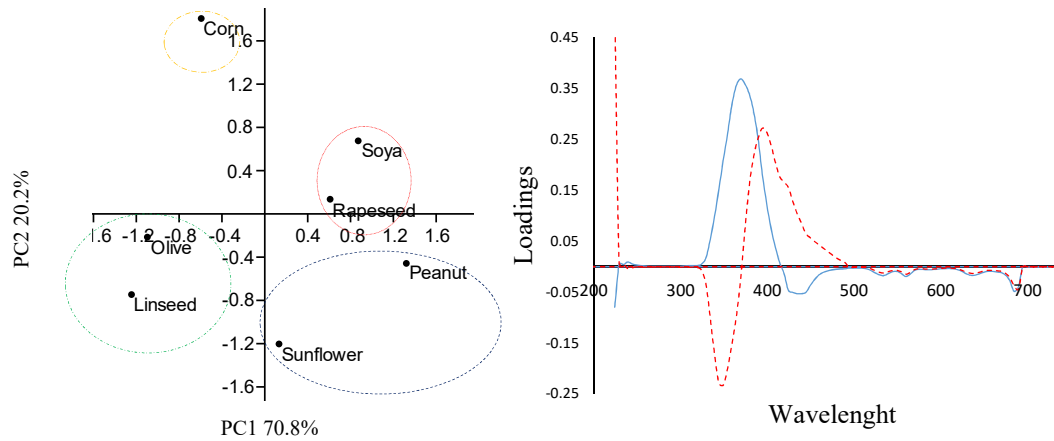 Corn
1.6
1.2
0.8
Soya
0.4
Rapeseed
1.6 -1.2 -0.8 -0.4 0.4 0.8 1.2 1.6
Olive
-0.4
Peanut
-0.8
Linseed
-1.2
Sunflower
-1.6
PC2 20.2%
PC1 70.8%
0.45
0.35
0.25
0.15
0.05
-0.05
-0.15
-0.25
Loadings
200 300 400 500 600 700
Wavelenght